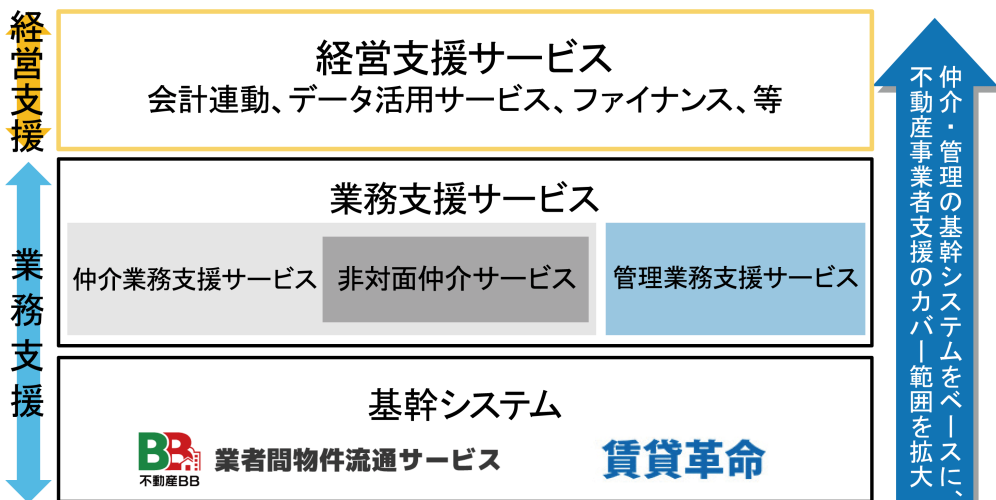 経営支援
経営支援サービス
会計連動、データ活用サービス、ファイナンス、等
業務支援
業務支援サービス
仲介業務支援サービス
非対面仲介サービス
管理業務支援サービス
基幹システム
BB
不動産BB
業者間物件流通サービス
賃貸革命
仲介・管理の基幹システムをベースに、
不動産事業者支援のカバー範囲を拡大